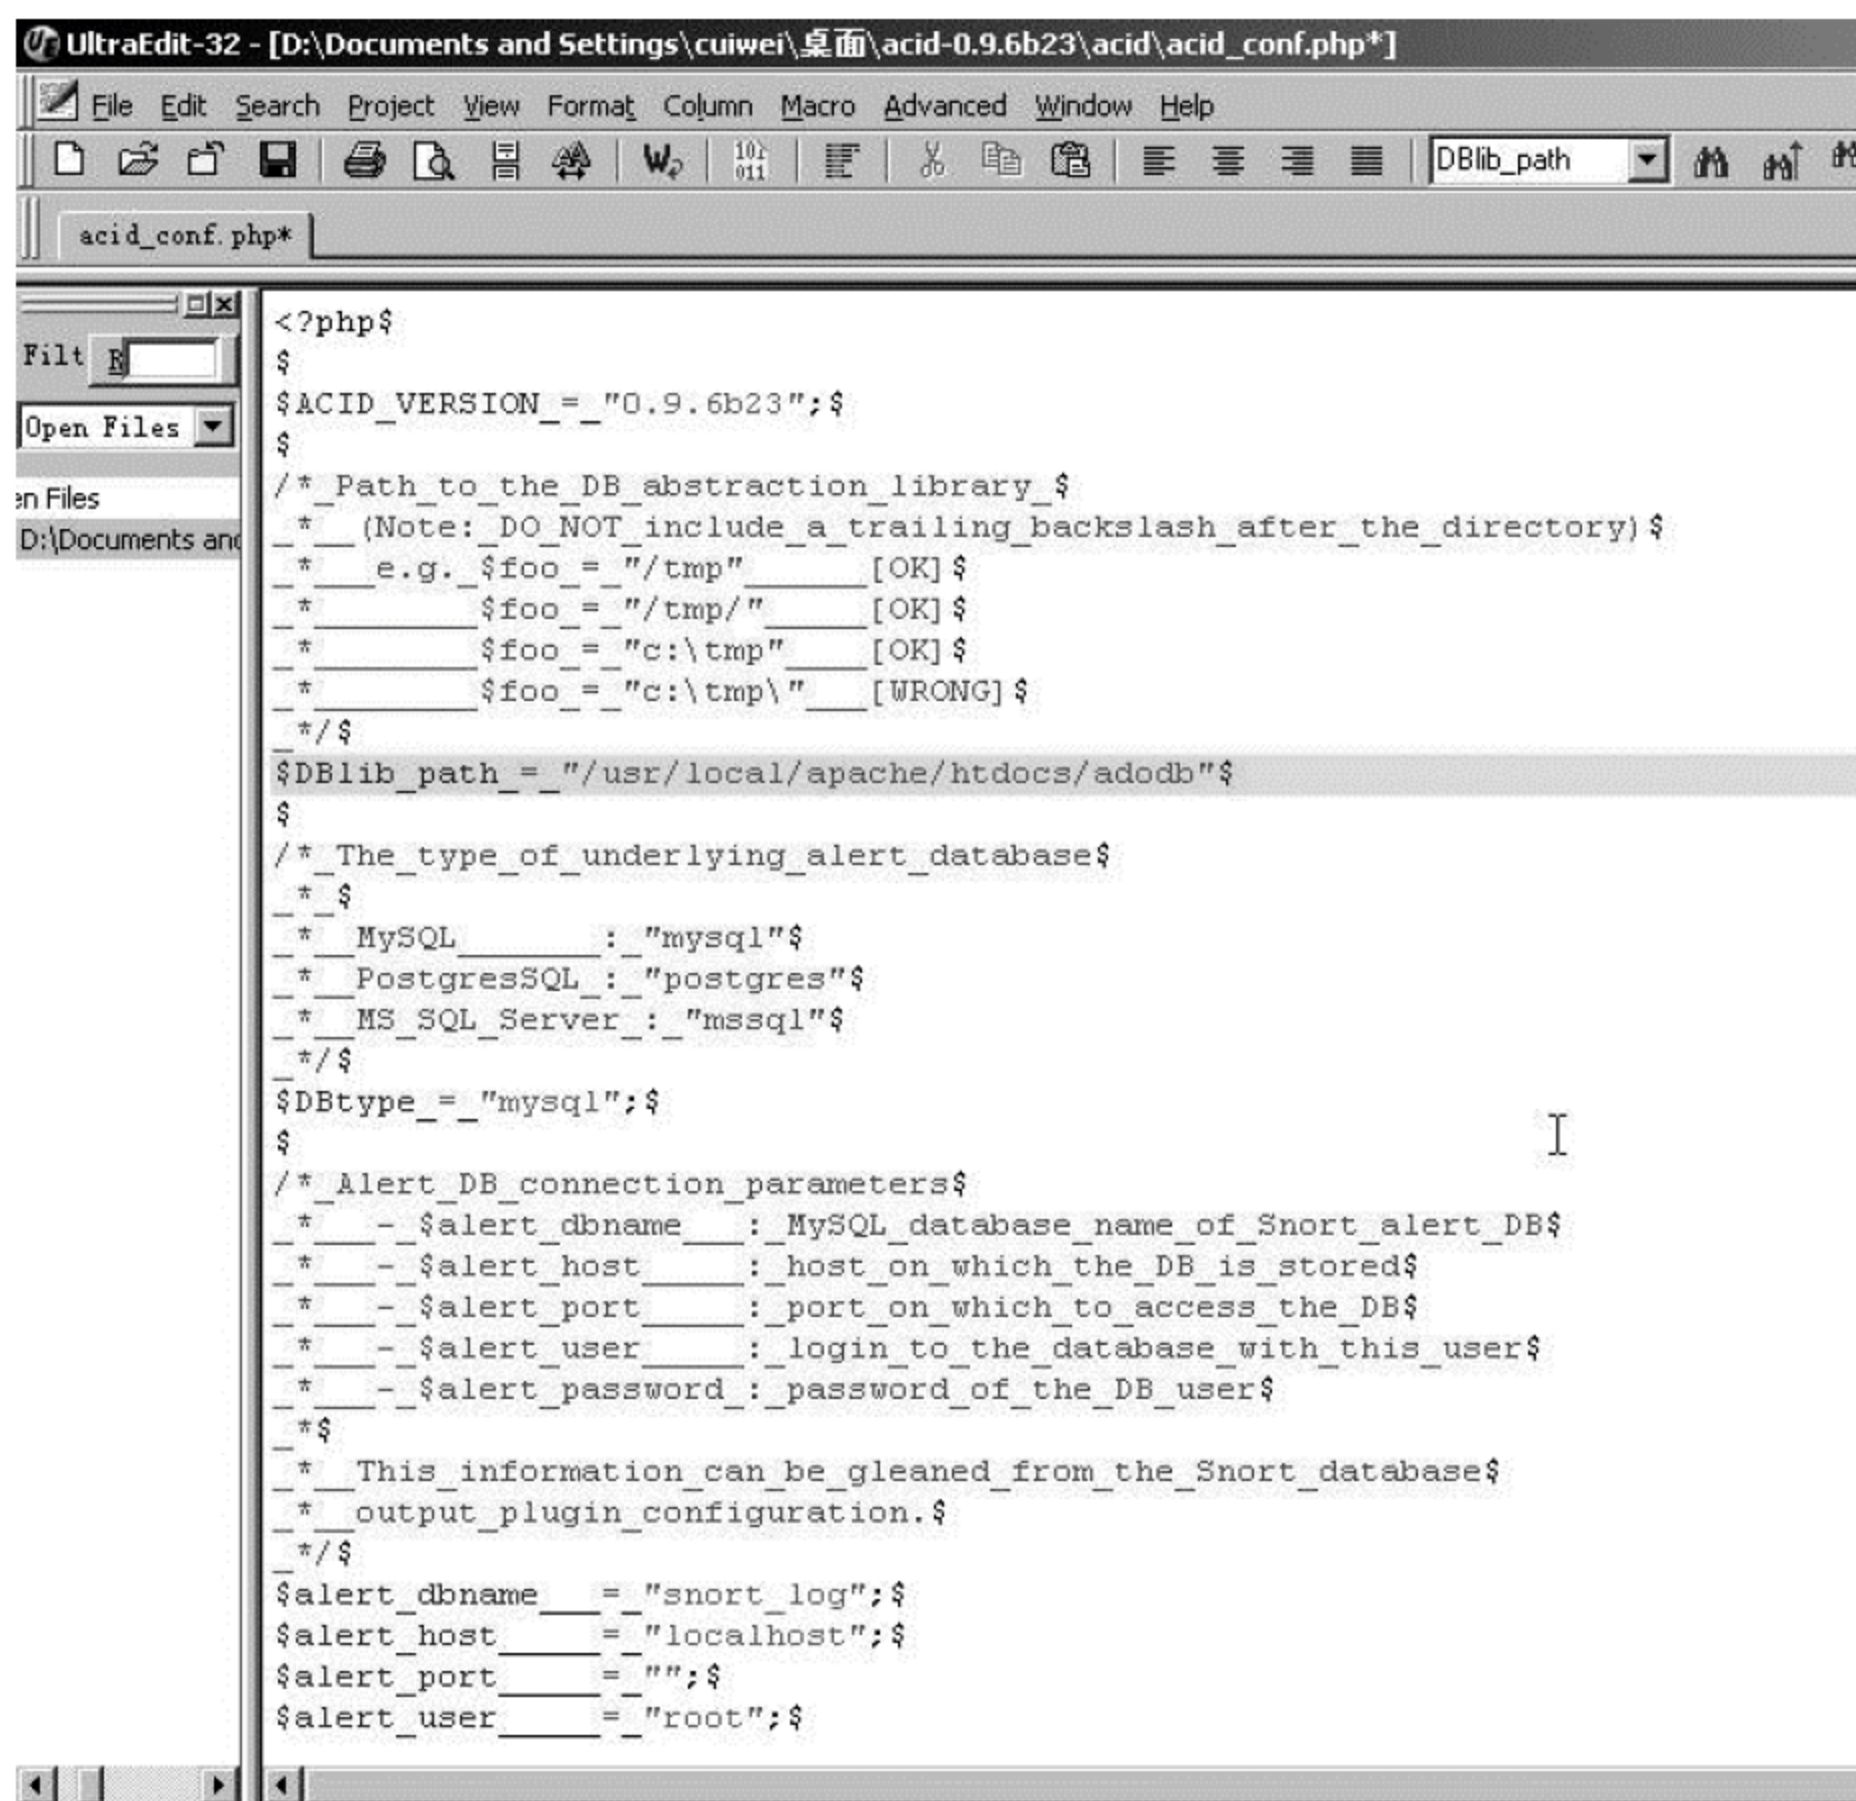 UltraEdit-32 - [D:\Documents and Settings\cuiwei\桌面\acid-0.9.6b23\acid\acid_conf.php*]
File Edit Search Project View Format Column Macro Advanced Window Help
DBlib_path
acid_conf.php*
Filt R
Open Files
en Files
D:\Documents and
<?php$
$
$ACID_VERSION_=_"0.9.6b23";$
$
/*_Path_to_the_DB_abstraction_library_$
_*__(Note:_DO_NOT_include_a_trailing_backslash_after_the_directory)$
_*___e.g._$foo_=_"/tmp"______[OK]$
_*________$foo_=_"/tmp/"_____[OK]$
_*________$foo_=_"c:\tmp"____[OK]$
_*________$foo_=_"c:\tmp\"___[WRONG]$
_*/$
$DBlib_path_=_"/usr/local/apache/htdocs/adodb"$
$
/*_The_type_of_underlying_alert_database$
_*_$
_*__MySQL_______:_"mysql"$
_*__PostgresSQL_:_"postgres"$
_*__MS_SQL_Server_:_"mssql"$
_*/$
$DBtype_=_"mysql";$
$
/*_Alert_DB_connection_parameters$
_*___-_$alert_dbname___:_MySQL_database_name_of_Snort_alert_DB$
_*___-_$alert_host_____:_host_on_which_the_DB_is_stored$
_*___-_$alert_port_____:_port_on_which_to_access_the_DB$
_*___-_$alert_user_____:_login_to_the_database_with_this_user$
_*___-_$alert_password_:_password_of_the_DB_user$
_*$
_*__This_information_can_be_gleaned_from_the_Snort_database$
_*__output_plugin_configuration.$
_*/$
$alert_dbname___=_"snort_log";$
$alert_host_____=_"localhost";$
$alert_port_____=_"";$
$alert_user_____=_"root";$